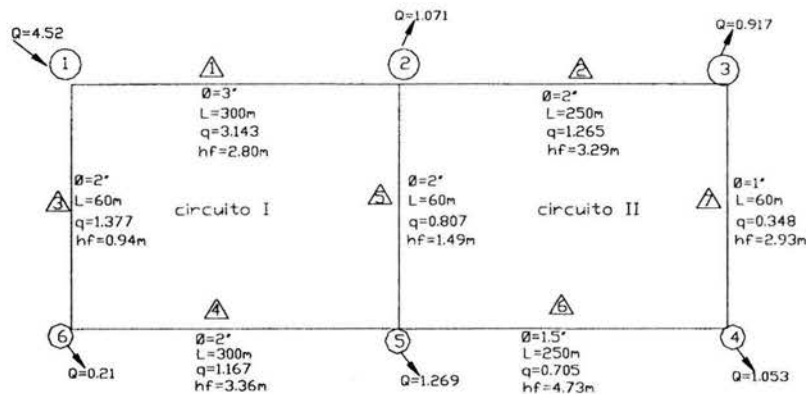 Q=4.52
Q=1.071
Q=0.917
1
1
2
2
3
Ø=3"
L=300m
q=3.143
hf=2.80m
Ø=2"
L=250m
q=1.265
hf=3.29m
3
Ø=2"
L=60m
q=1.377
hf=0.94m
circuito I
5
Ø=2"
L=60m
q=0.807
hf=1.49m
circuito II
7
Ø=1"
L=60m
q=0.348
hf=2.93m
6
4
5
6
4
Q=0.21
Ø=2"
L=300m
q=1.167
hf=3.36m
Q=1.269
Ø=1.5"
L=250m
q=0.705
hf=4.73m
Q=1.053